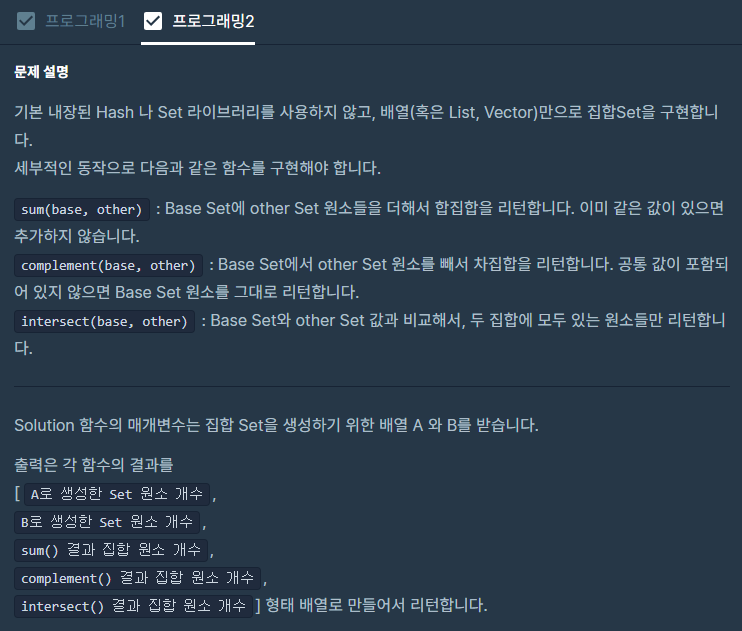 프로그래밍1 프로그래밍2
문제 설명
기본 내장된 Hash 나 Set 라이브러리를 사용하지 않고, 배열(혹은 List, Vector)만으로 집합Set을 구현합니
다.
세부적인 동작으로 다음과 같은 함수를 구현해야 합니다.
sum(base, other) : Base Set에 other Set 원소들을 더해서 합집합을 리턴합니다. 이미 같은 값이 있으면
추가하지 않습니다.
complement(base, other) : Base Set에서 other Set 원소를 빼서 차집합을 리턴합니다. 공통 값이 포함되
어 있지 않으면 Base Set 원소를 그대로 리턴합니다.
intersect(base, other) : Base Set와 other Set 값과 비교해서, 두 집합에 모두 있는 원소들만 리턴합니
다.
Solution 함수의 매개변수는 집합 Set을 생성하기 위한 배열 A 와 B를 받습니다.
출력은 각 함수의 결과를
[ A로 생성한 Set 원소 개수 ,
B로 생성한 Set 원소 개수 ,
sum() 결과 집합 원소 개수 ,
complement() 결과 집합 원소 개수 ,
intersect() 결과 집합 원소 개수 ] 형태 배열로 만들어서 리턴합니다.